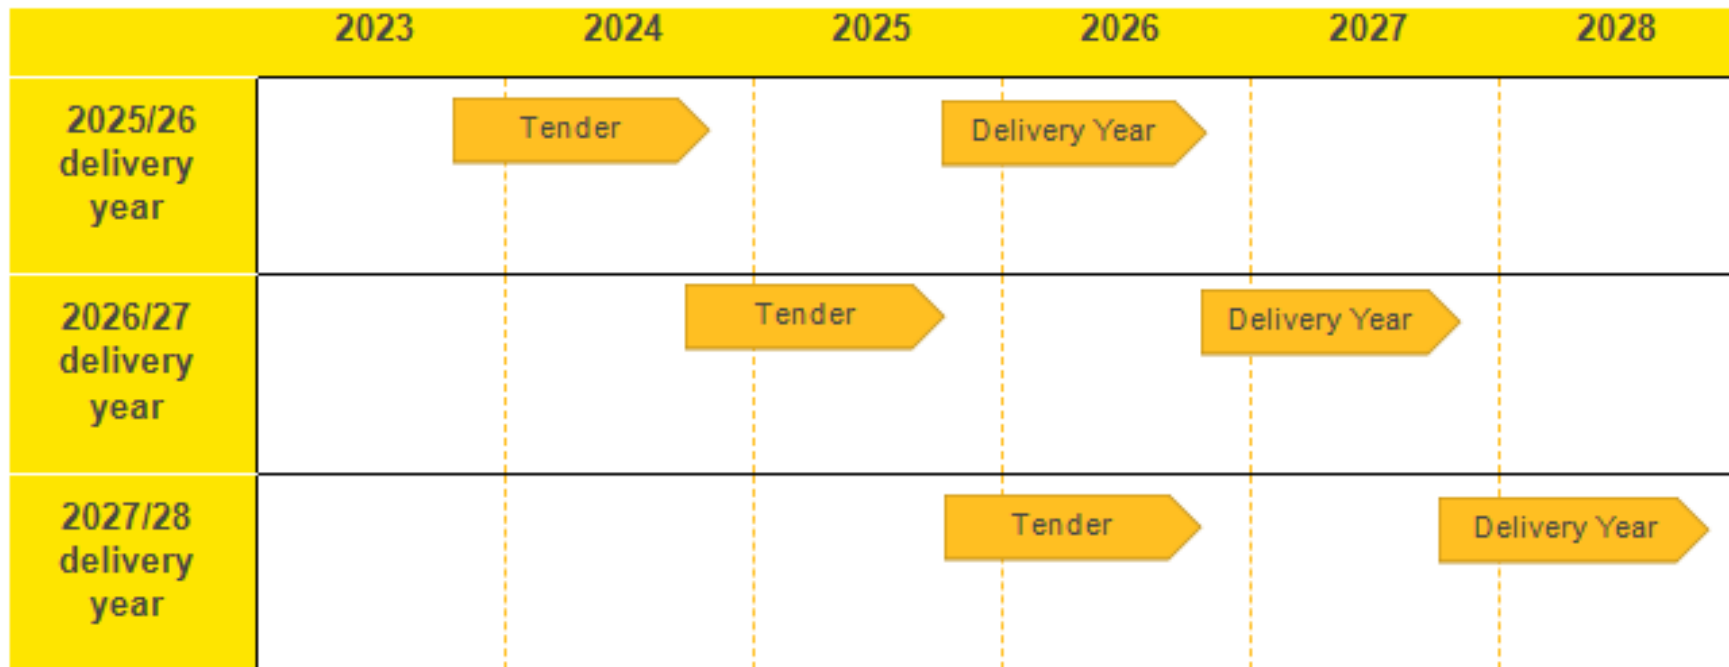 2023 2024 2025 2026 2027 2028
2025/26
delivery
year
Tender
Delivery Year
2026/27
delivery
year
Tender
Delivery Year
2027/28
delivery
year
Tender
Delivery Year